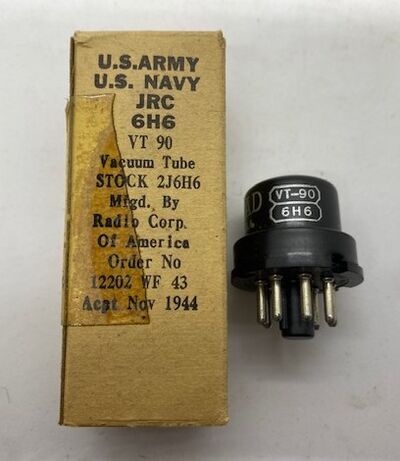 U.S.ARMY
U.S. NAVY
JRC
6H6
VT 90
Vacuum Tube
STOCK 2J6H6
Mfgd. By
Radio Corp.
Of America
Order No
12202 WF 43
Acpt Nov 1944
AD
VT-90
6H6